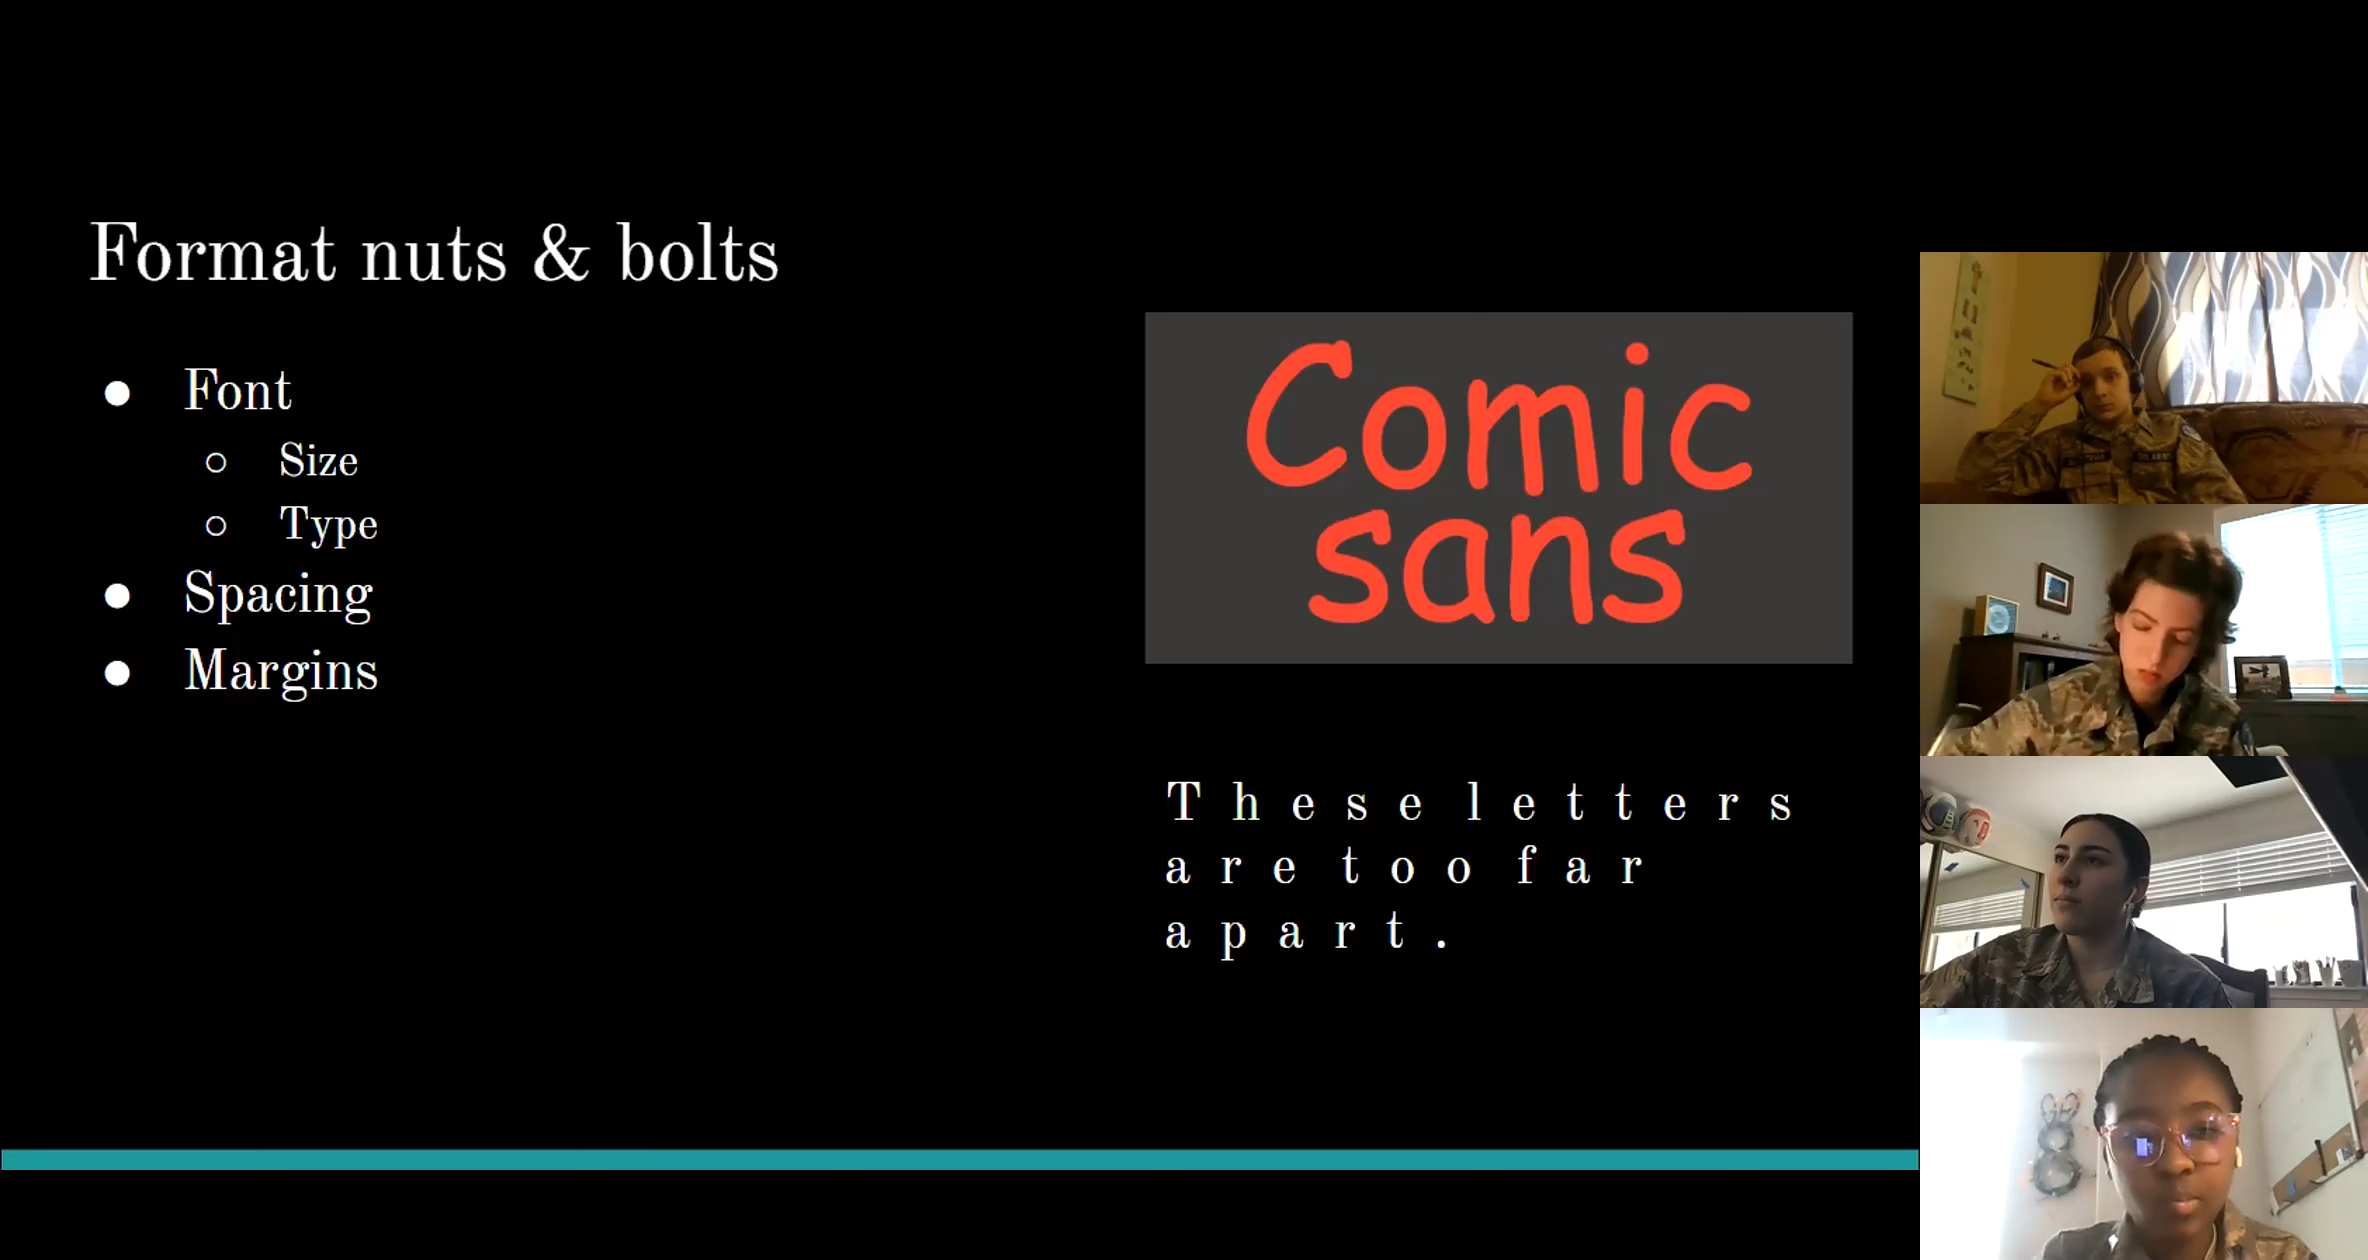 Format nuts & bolts
● Font
○ Size
○ Type
● Spacing
● Margins
Comic
sans
T h e s e l e t t e r s
a r e t o o f a r
a p a r t .